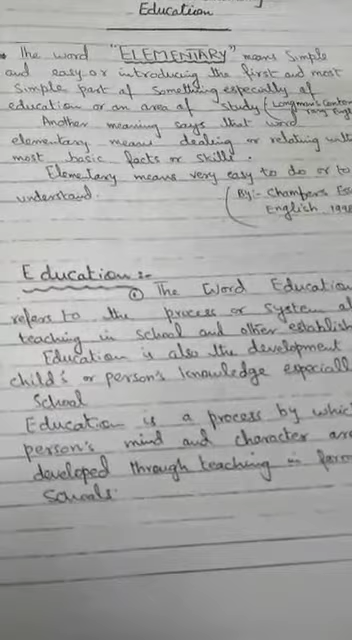 Education
• The word "ELEMENTARY" means simple
and easy or introducing the first and most
simple part of something especially of
education or an area of study (Longman's
Another meaning says that word
elementary means dealing or relating with
most basic facts or skills.
Elementary means very easy to do or to
understand.
(By:- Chambers
English
Education:-
① The Word Education
refers to the process or system of
teaching in school and other establish
Education is also the development
child's or person's knowledge especiall
School
Education is a process by whic
person's mind and character are
developed through teaching in
Schools.